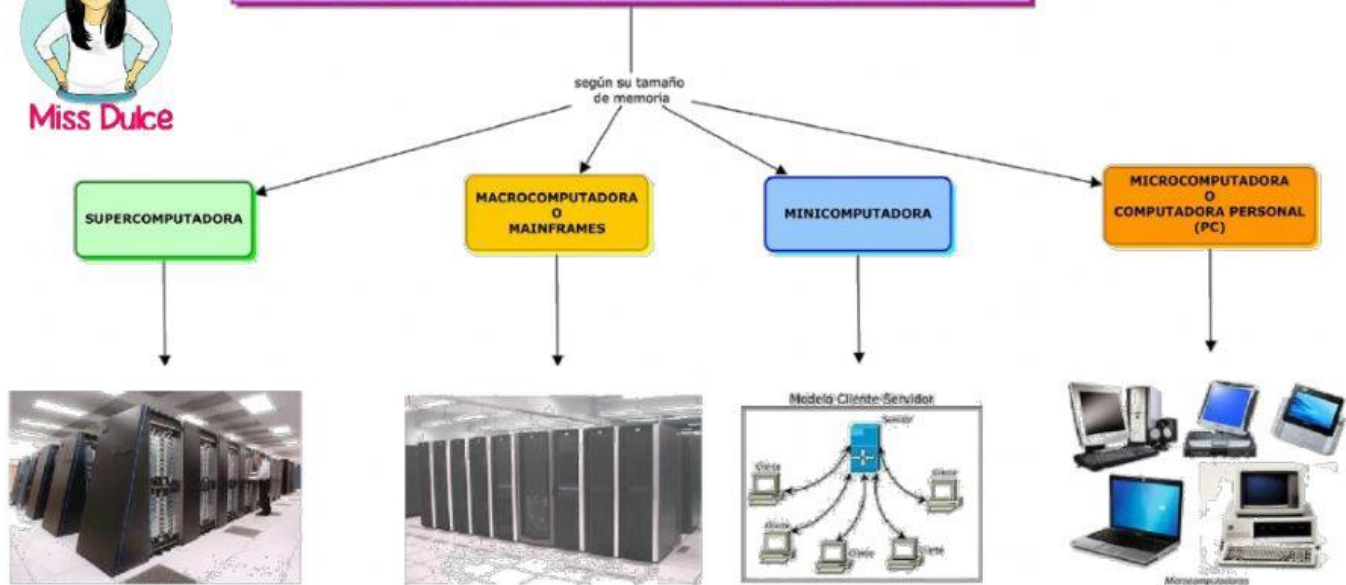 Miss Dulce
según su tamaño
de memoria
SUPERCOMPUTADORA
MACROCOMPUTADORA
O
MAINFRAMES
MINICOMPUTADORA
MICROCOMPUTADORA
O
COMPUTADORA PERSONAL
(PC)
Modelo Cliente-Servidor
Servidor
Cliente
Cliente
Cliente
Cliente
Cliente
Microcomputadoras